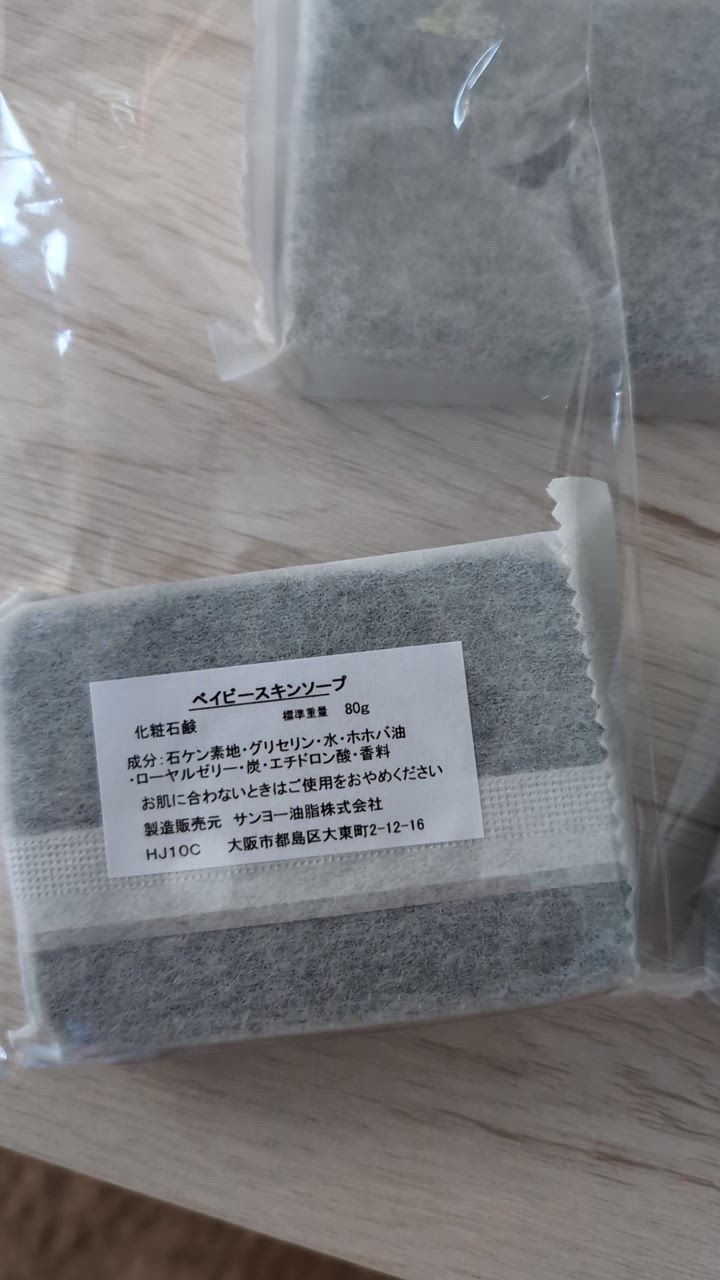 ベイビースキンソープ
化粧石鹸 標準重量 80g
成分:石ケン素地・グリセリン・水・ホホバ油
・ローヤルゼリー・炭・エチドロン酸・香料
お肌に合わないときはご使用をおやめください
製造販売元 サンヨー油脂株式会社
HJ10C 大阪市都島区大東町2-12-16